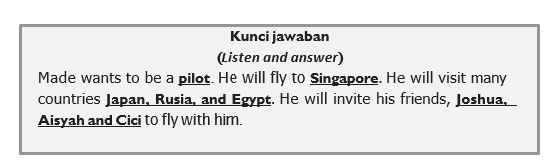 Kunci jawaban
(Listen and answer)
Made wants to be a pilot. He will fly to Singapore. He will visit many
countries Japan, Rusia, and Egypt. He will invite his friends, Joshua,
Aisyah and Cici to fly with him.